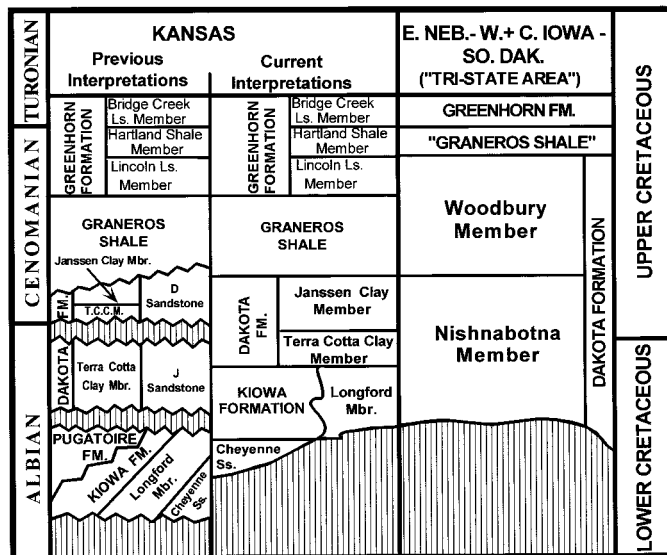 KANSAS
Previous
Interpretations
Current
Interpretations
E. NEB.- W.+ C. IOWA -
SO. DAK.
("TRI-STATE AREA")
TURONIAN
CENOMANIAN
ALBIAN
GREENHORN
FORMATION
Bridge Creek
Ls. Member
Hartland Shale
Member
Lincoln Ls.
Member
GRANEROS
SHALE
Janssen Clay Mbr.
FM.
T.C.C.M.
D
Sandstone
DAKOTA
Terra Cotta
Clay Mbr.
J
Sandstone
PUGATOIRE
FM.
KIOWA FM.
Longford
Mbr.
Cheyenne
Ss.
GREENHORN
FORMATION
Bridge Creek
Ls. Member
Hartland Shale
Member
Lincoln Ls.
Member
GRANEROS
SHALE
DAKOTA
FM.
Janssen Clay
Member
Terra Cotta Clay
Member
KIOWA
FORMATION
Longford
Mbr.
Cheyenne
Ss.
GREENHORN FM.
"GRANEROS SHALE"
Woodbury
Member
Nishnabotna
Member
DAKOTA FORMATION
UPPER CRETACEOUS
LOWER CRETACEOUS